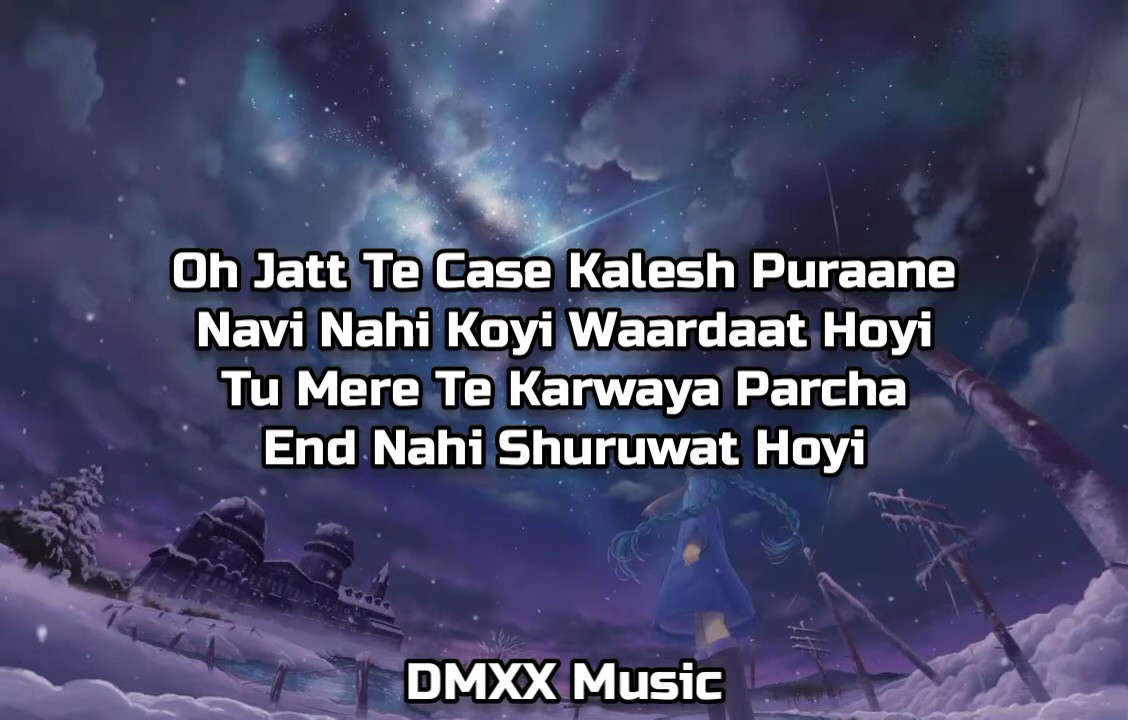 Oh Jatt Te Case Kalesh Puraane
Navi Nahi Koyi Waardaat Hoyi
Tu Mere Te Karwaya Parcha
End Nahi Shuruwat Hoyi
DMXX Music